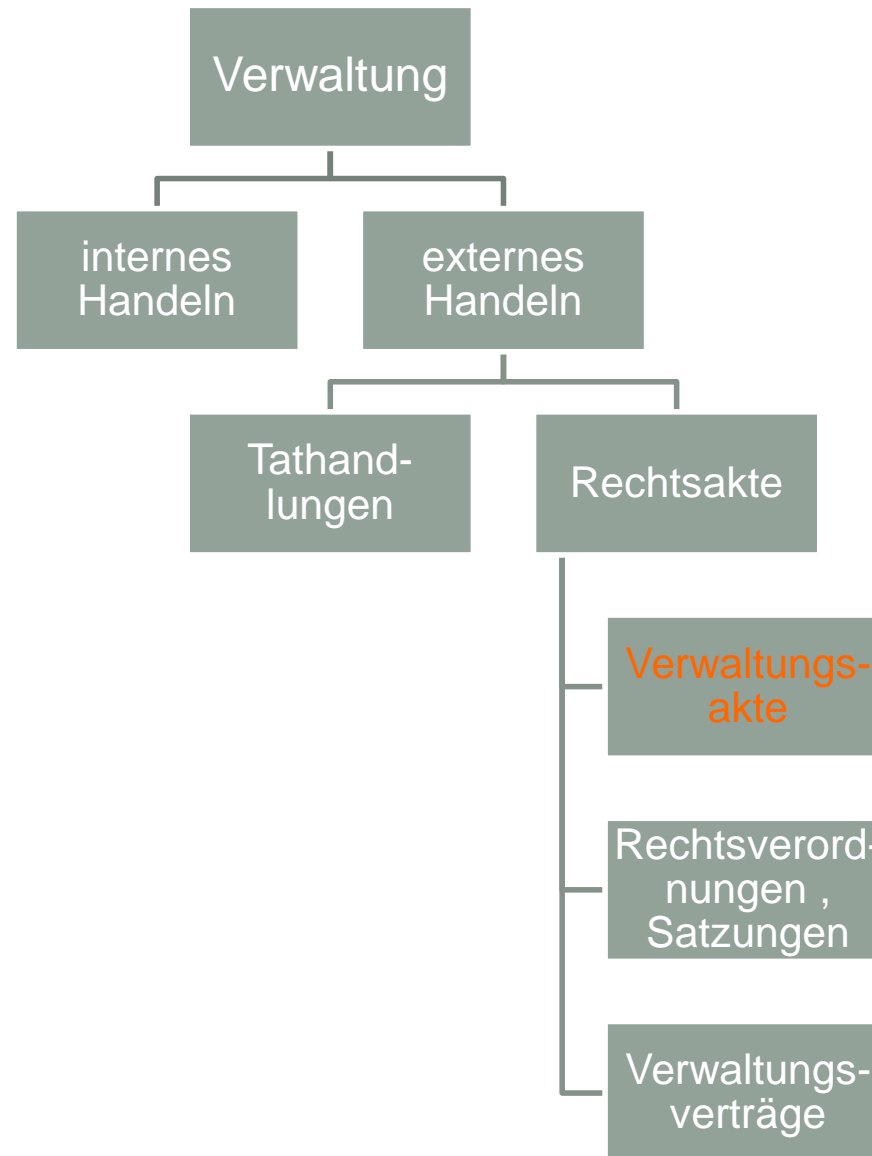 Verwaltung
internes
Handeln
externes
Handeln
Tathand-
lungen
Rechtsakte
Verwaltungs-
akte
Rechtsverord-
nungen ,
Satzungen
Verwaltungs-
verträge